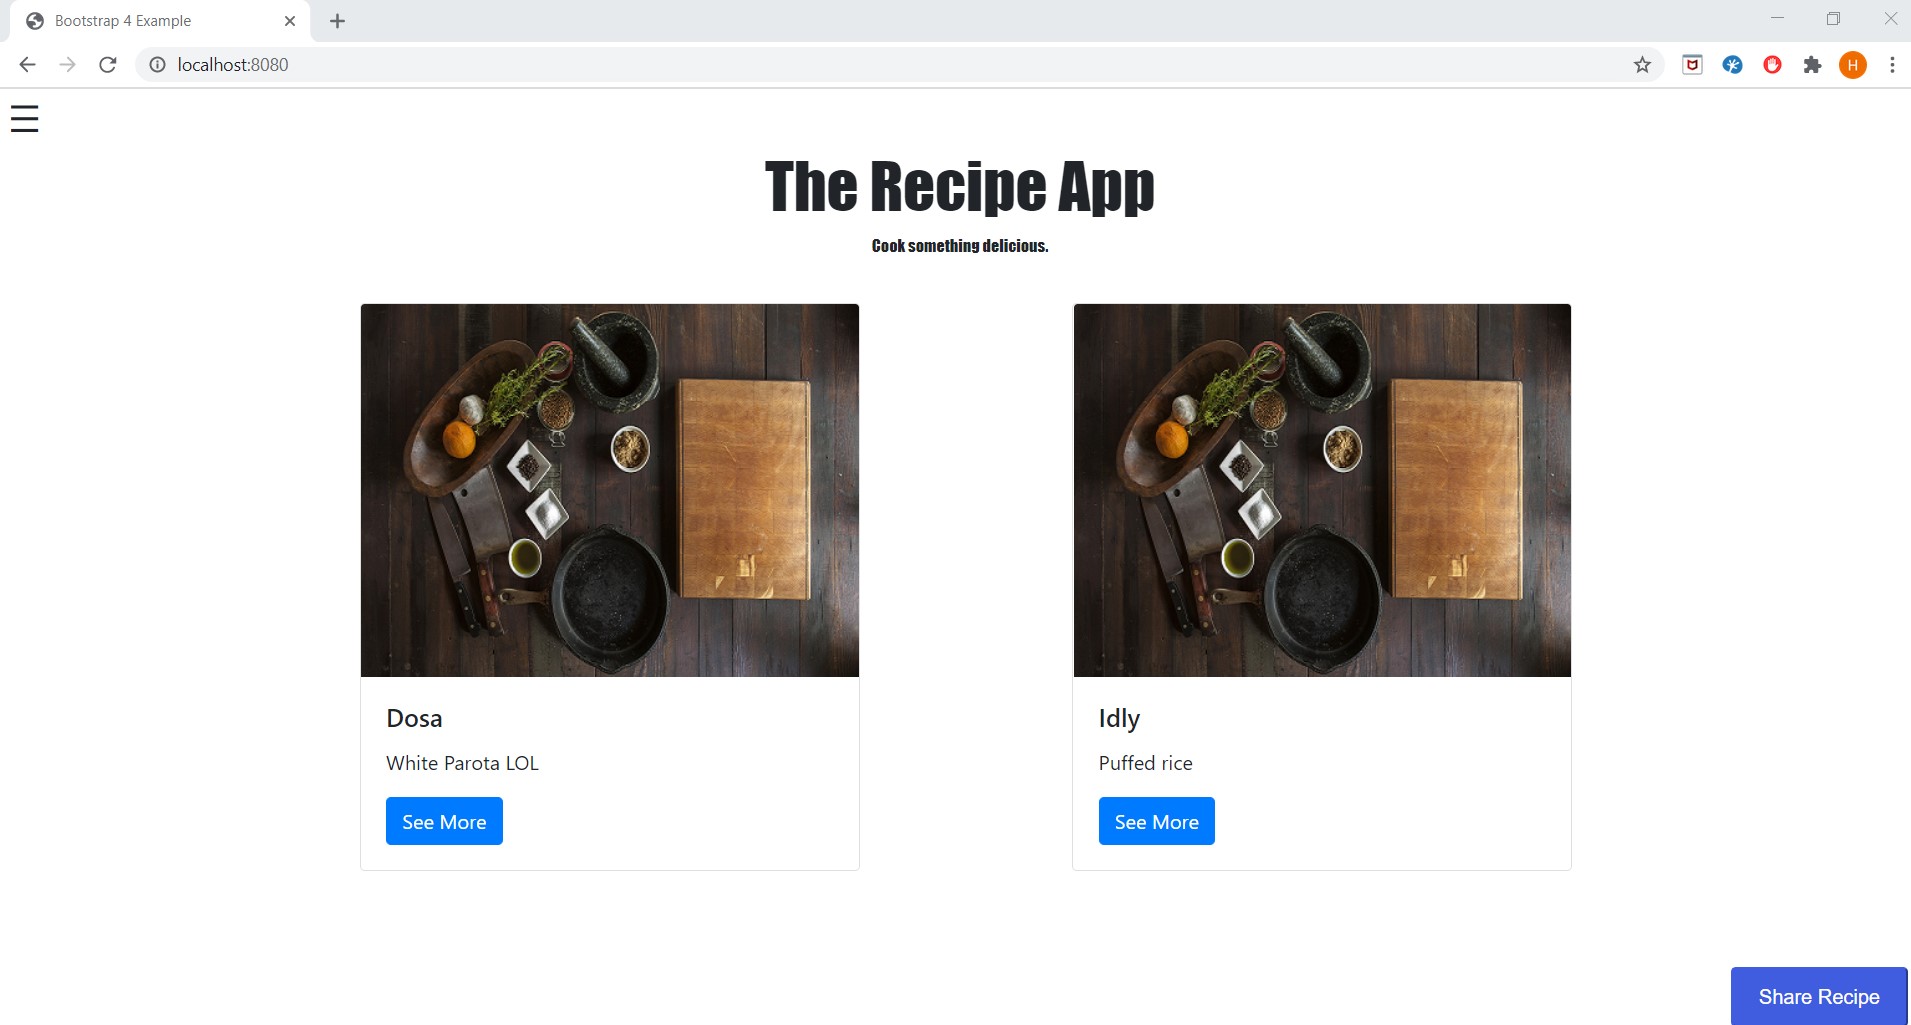 Bootstrap 4 Example
localhost:8080
H
The Recipe App
Cook something delicious.
Dosa
White Parota LOL
See More
Idly
Puffed rice
See More
Share Recipe